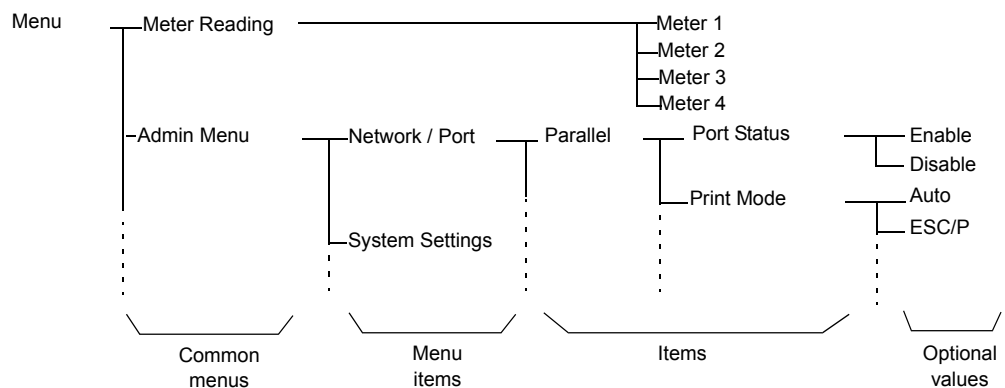 Menu
Meter Reading
Meter 1
Meter 2
Meter 3
Meter 4
Admin Menu
Network / Port
Parallel
Port Status
Enable
Disable
Print Mode
Auto
ESC/P
System Settings
Common
menus
Menu
items
Items
Optional
values